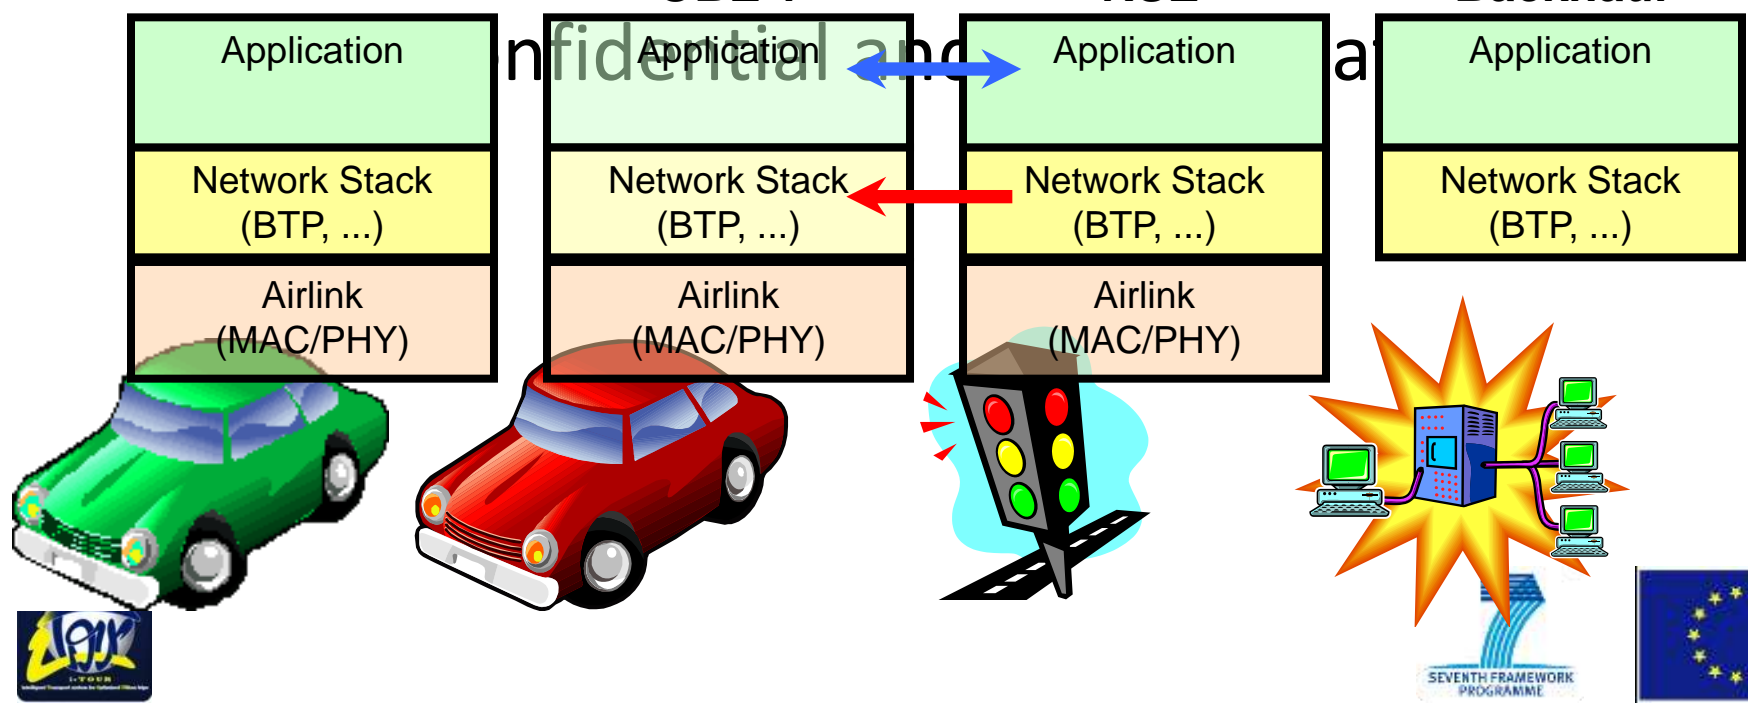 Application
Application
Application
Application
Network Stack
(BTP, ...)
Network Stack
(BTP, ...)
Network Stack
(BTP, ...)
Network Stack
(BTP, ...)
Airlink
(MAC/PHY)
Airlink
(MAC/PHY)
Airlink
(MAC/PHY)
i-TOUR
SEVENTH FRAMEWORK
PROGRAMME